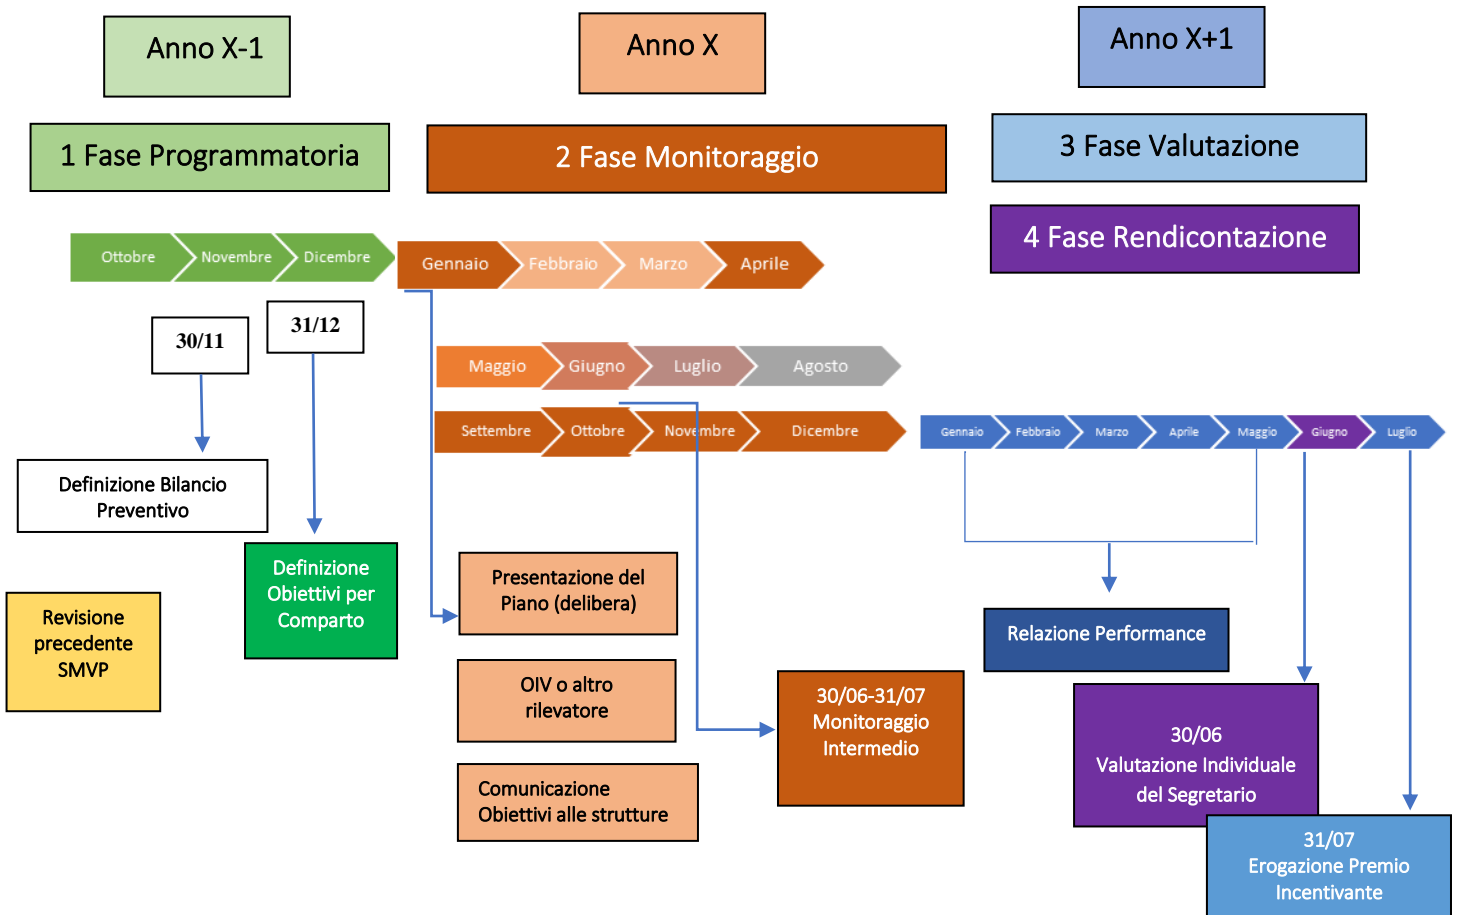 Anno X-1
Anno X
Anno X+1
1 Fase Programmatoria
2 Fase Monitoraggio
3 Fase Valutazione
4 Fase Rendicontazione
Ottobre
Novembre
Dicembre
Gennaio
Febbraio
Marzo
Aprile
30/11
31/12
Maggio
Giugno
Luglio
Agosto
Settembre
Ottobre
Novembre
Dicembre
Gennaio
Febbraio
Marzo
Aprile
Maggio
Giugno
Luglio
Definizione Bilancio
Preventivo
Definizione
Obiettivi per
Comparto
Revisione
precedente
SMVP
Presentazione del
Piano (delibera)
OIV o altro
rilevatore
Comunicazione
Obiettivi alle strutture
30/06-31/07
Monitoraggio
Intermedio
Relazione Performance
30/06
Valutazione Individuale
del Segretario
31/07
Erogazione Premio
Incentivante